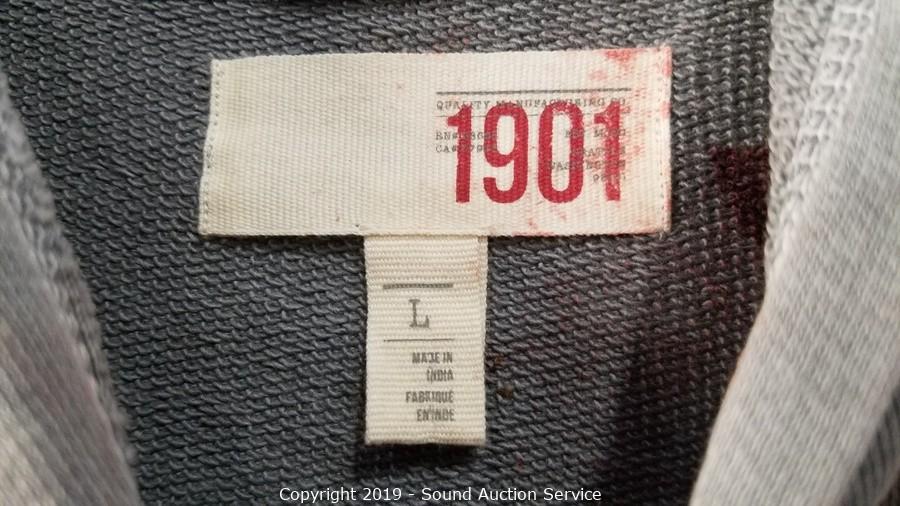 QUALITY MANUFACTURING CO
1901
L
MADE IN
INDIA
FABRIQUÉ
EN INDE
Copyright 2019 - Sound Auction Service